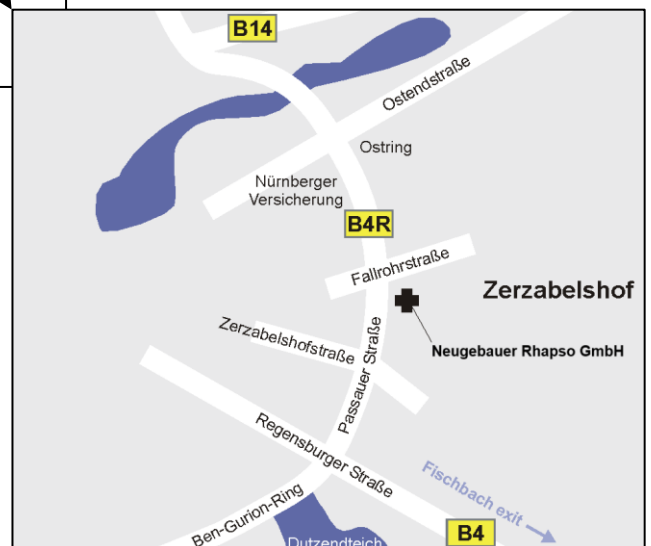 B14
Ostendstraße
Ostring
Nürnberger
Versicherung
B4R
Fallrohrstraße
Zerzabelshof
Zerzabelshofstraße
Passauer Straße
Neugebauer Rhapso GmbH
Regensburger Straße
Fischbach exit
Ben-Gurion-Ring
B4
Dutzendteich